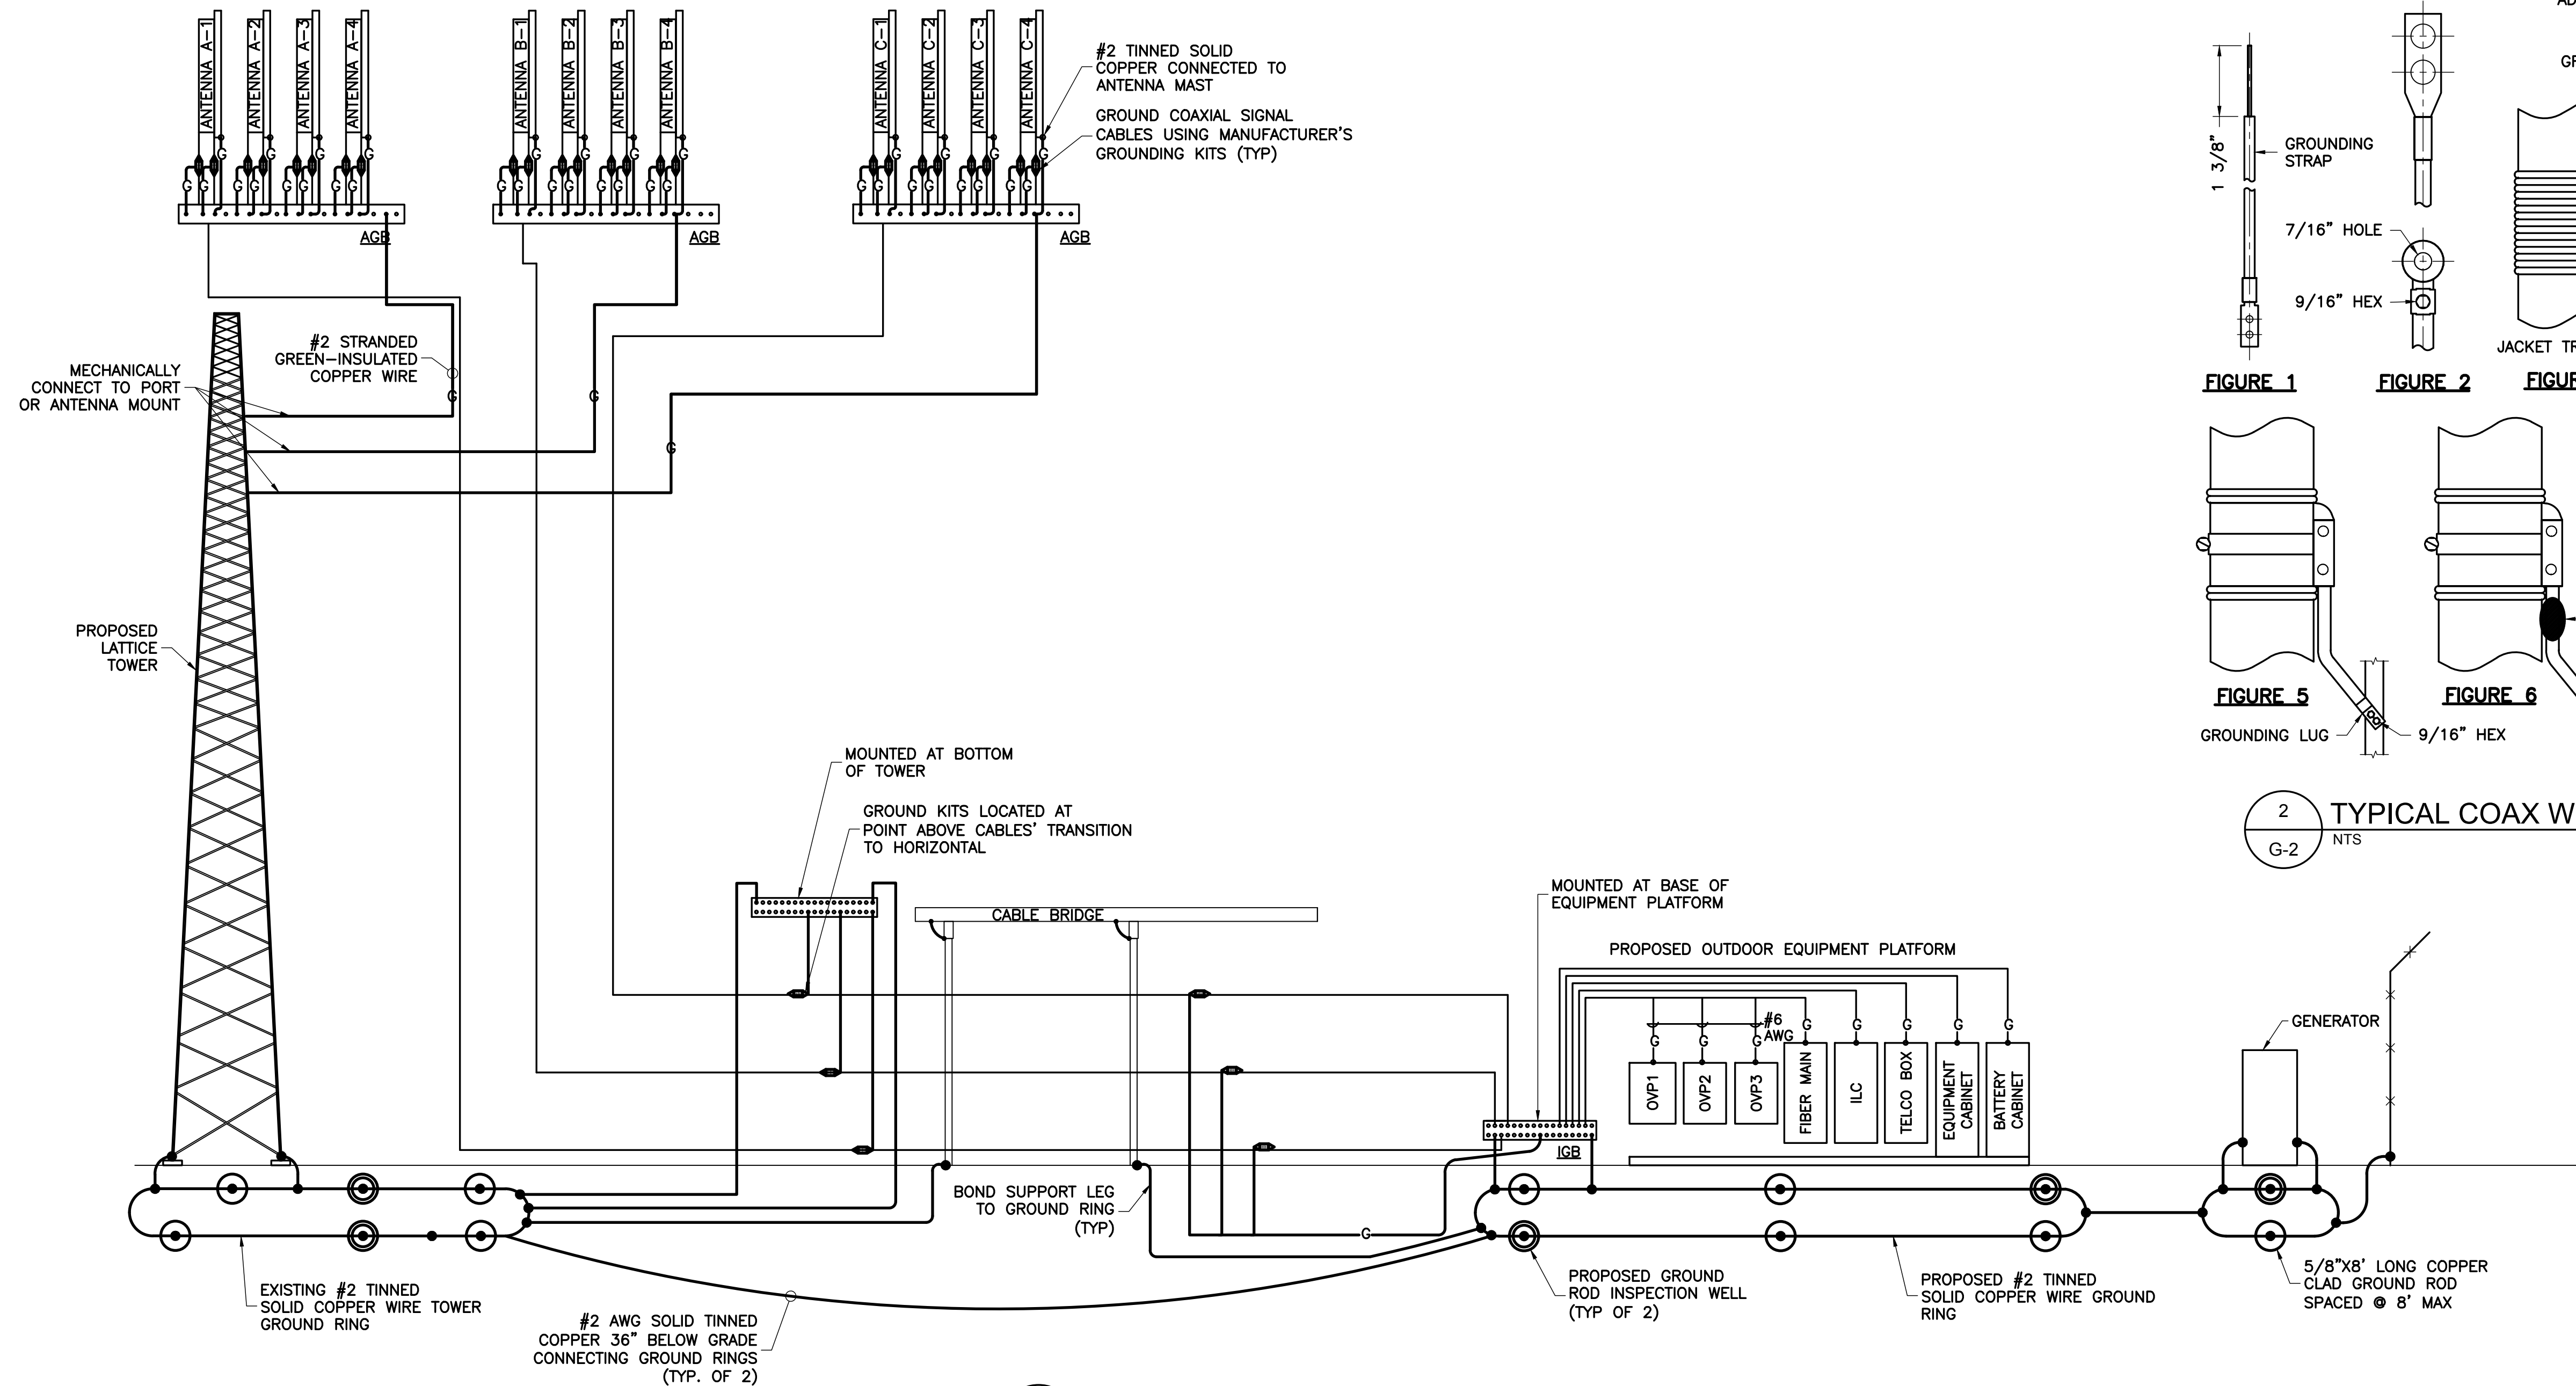 ANTENNA A-1
ANTENNA A-2
ANTENNA A-3
ANTENNA A-4
ANTENNA B-1
ANTENNA B-2
ANTENNA B-3
ANTENNA B-4
ANTENNA C-1
ANTENNA C-2
ANTENNA C-3
ANTENNA C-4
G G G G
G G G G
G G G G
G G G G G G G G
G G G G G G G G
G G G G G G G G
AGB
AGB
AGB
#2 TINNED SOLID
COPPER CONNECTED TO
ANTENNA MAST
GROUND COAXIAL SIGNAL
CABLES USING MANUFACTURER'S
GROUNDING KITS (TYP)
#2 STRANDED
GREEN-INSULATED
COPPER WIRE
G
G
G
MECHANICALLY
CONNECT TO PORT
OR ANTENNA MOUNT
PROPOSED
LATTICE
TOWER
MOUNTED AT BOTTOM
OF TOWER
GROUND KITS LOCATED AT
POINT ABOVE CABLES' TRANSITION
TO HORIZONTAL
CABLE BRIDGE
MOUNTED AT BASE OF
EQUIPMENT PLATFORM
PROPOSED OUTDOOR EQUIPMENT PLATFORM
#6
AWG
G G G
G G G G G
OVP1
OVP2
OVP3
FIBER MAIN
ILC
TELCO BOX
EQUIPMENT
CABINET
BATTERY
CABINET
IGB
GENERATOR
BOND SUPPORT LEG
TO GROUND RING
(TYP)
G
EXISTING #2 TINNED
SOLID COPPER WIRE TOWER
GROUND RING
#2 AWG SOLID TINNED
COPPER 36" BELOW GRADE
CONNECTING GROUND RINGS
(TYP. OF 2)
PROPOSED GROUND
ROD INSPECTION WELL
(TYP OF 2)
PROPOSED #2 TINNED
SOLID COPPER WIRE GROUND
RING
5/8"X8' LONG COPPER
CLAD GROUND ROD
SPACED @ 8' MAX
1 3/8"
GROUNDING
STRAP
7/16" HOLE
9/16" HEX
FIGURE 1
FIGURE 2
JACKET
FIGURE 5
FIGURE 6
GROUNDING LUG
9/16" HEX
2
G-2
TYPICAL COAX
NTS